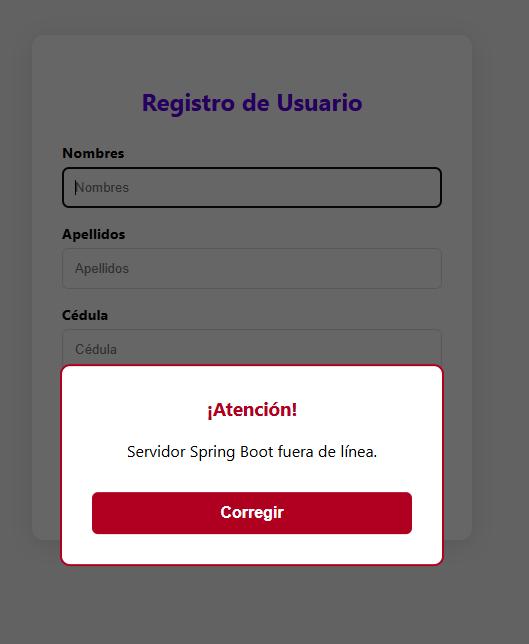 Registro de Usuario
Nombres
Nombres
Apellidos
Apellidos
Cédula
Cédula
¡Atención!
Servidor Spring Boot fuera de línea.
Corregir